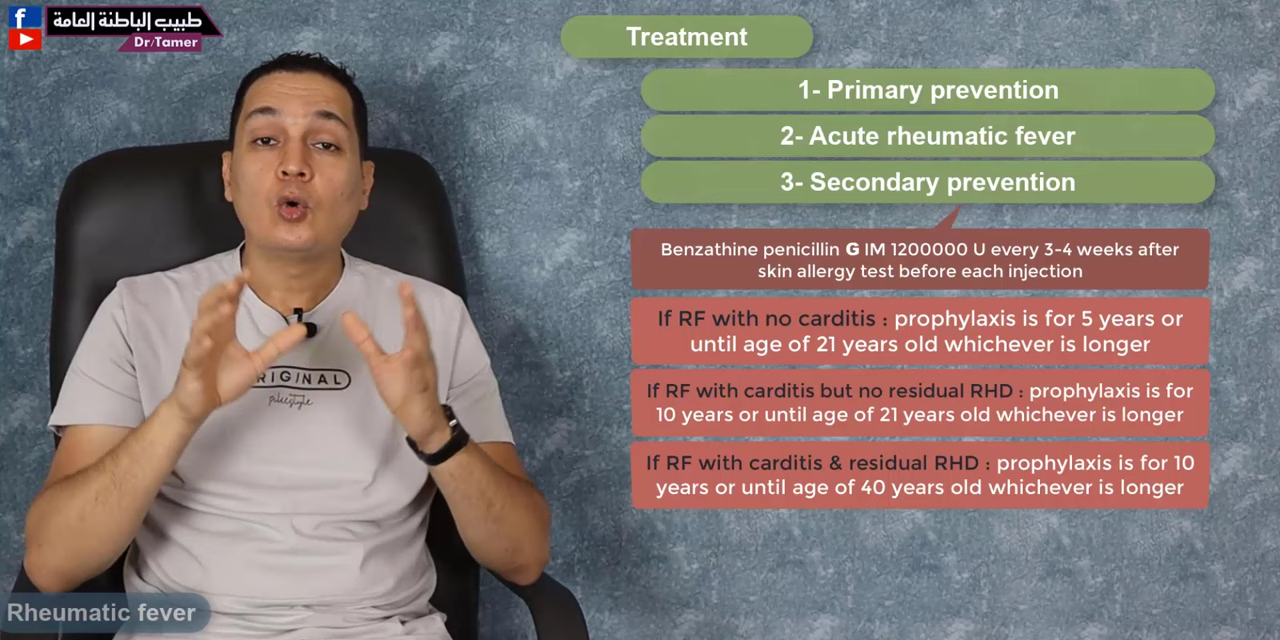 طبيب الباطنة العامة
Dr/Tamer
Treatment
1- Primary prevention
2- Acute rheumatic fever
3- Secondary prevention
Benzathine penicillin G IM 1200000 U every 3-4 weeks after
skin allergy test before each injection
If RF with no carditis : prophylaxis is for 5 years or
until age of 21 years old whichever is longer
If RF with carditis but no residual RHD : prophylaxis is for
10 years or until age of 21 years old whichever is longer
If RF with carditis & residual RHD : prophylaxis is for 10
years or until age of 40 years old whichever is longer
RIGINAL
Rheumatic fever